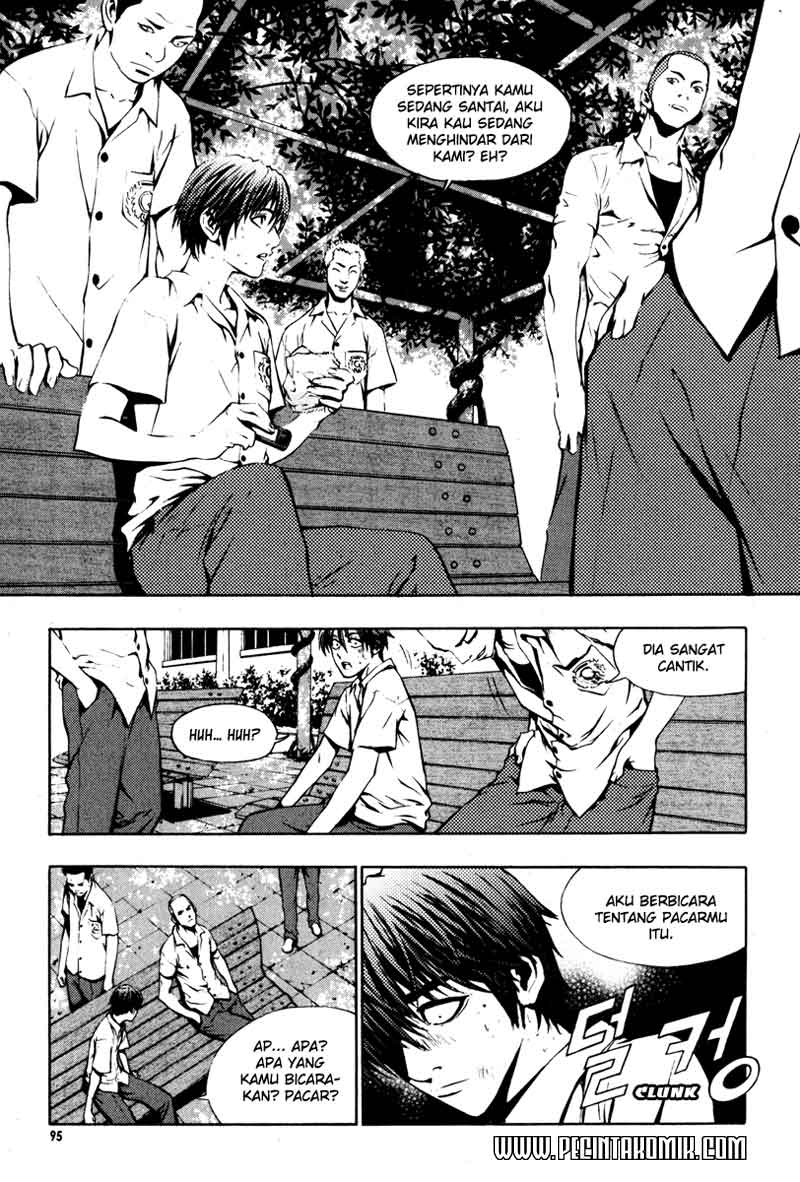 SEPERTINYA KAMU
SEDANG SANTAI, AKU
KIRA KAU SEDANG
MENGHINDAR DARI
KAMI? EH?
DIA SANGAT
CANTIK.
HUH... HUH?
AP... APA?
APA YANG
KAMU BICARA-
KAN? PACAR?
AKU BERBICARA
TENTANG PACARMU
ITU.
덜컹
CLUNK
95
WWW.PECINTAKOMIK.COM